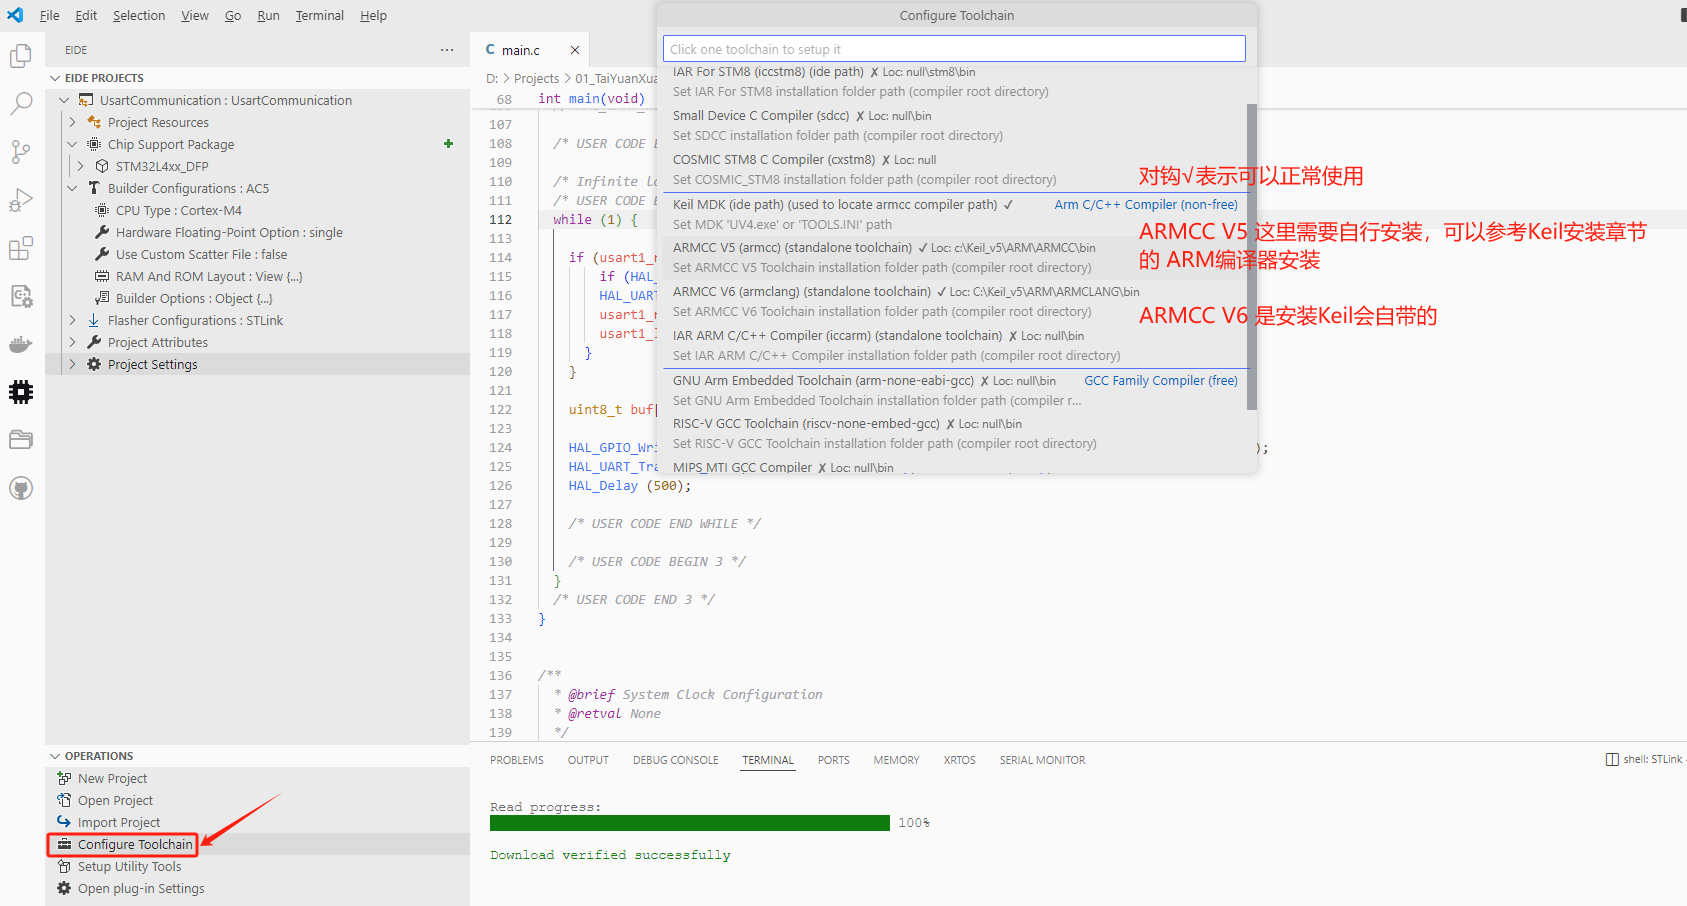 File Edit Selection View Go Run Terminal Help
EIDE ···
EIDE PROJECTS
UsartCommunication : UsartCommunication
Project Resources
Chip Support Package
STM32L4xx_DFP
Builder Configurations : AC5
CPU Type : Cortex-M4
Hardware Floating-Point Option : single
Use Custom Scatter File : false
RAM And ROM Layout : View {...}
Builder Options : Object {...}
Flasher Configurations : STLink
Project Attributes
Project Settings
OPERATIONS
New Project
Open Project
Import Project
Configure Toolchain
Setup Utility Tools
Open plug-in Settings
C main.c
D: > Projects > 01_TaiYuanXua
68 int main(void)
107
108 /* USER CODE
109
110 /* Infinite
111 /* USER CODE
112 while (1) {
113
114 if (usart1_
115 if (HAL_
116 HAL_UART
117 usart1_
118 usart1_
119 }
120 }
121
122 uint8_t buf
123
124 HAL_GPIO_Wri );
125 HAL_UART_Tra
126 HAL_Delay (500);
127
128 /* USER CODE END WHILE */
129
130 /* USER CODE BEGIN 3 */
131 }
132 /* USER CODE END 3 */
133 }
134
135
136 /**
137 * @brief System Clock Configuration
138 * @retval None
139 */
Configure Toolchain
Click one toolchain to setup it
IAR For STM8 (iccstm8) (ide path) ✗ Loc: null\stm8\bin
Set IAR For STM8 installation folder path (compiler root directory)
Small Device C Compiler (sdcc) ✗ Loc: null\bin
Set SDCC installation folder path (compiler root directory)
COSMIC STM8 C Compiler (cxstm8) ✗ Loc: null
Set COSMIC_STM8 installation folder path (compiler root directory)
Keil MDK (ide path) (used to locate armcc compiler path) ✓ Arm C/C++ Compiler (non-free)
Set MDK 'UV4.exe' or 'TOOLS.INI' path
ARMCC V5 (armcc) (standalone toolchain) ✓ Loc: c:\Keil_v5\ARM\ARMCC\bin
Set ARMCC V5 Toolchain installation folder path (compiler root directory)
ARMCC V6 (armclang) (standalone toolchain) ✓ Loc: C:\Keil_v5\ARM\ARMCLANG\bin
Set ARMCC V6 Toolchain installation folder path (compiler root directory)
IAR ARM C/C++ Compiler (iccarm) (standalone toolchain) ✗ Loc: null\bin
Set IAR ARM C/C++ Compiler installation folder path (compiler root directory)
GNU Arm Embedded Toolchain (arm-none-eabi-gcc) ✗ Loc: null\bin GCC Family Compiler (free)
Set GNU Arm Embedded Toolchain installation folder path (compiler r...
RISC-V GCC Toolchain (riscv-none-embed-gcc) ✗ Loc: null\bin
Set RISC-V GCC Toolchain installation folder path (compiler root directory)
MIPS_MTI GCC Compiler ✗ Loc: null\bin
对钩√表示可以正常使用
ARMCC V5 这里需要自行安装，可以参考Keil安装章节
的 ARM编译器安装
ARMCC V6 是安装Keil会自带的
PROBLEMS OUTPUT DEBUG CONSOLE TERMINAL PORTS MEMORY XRTOS SERIAL MONITOR
shell: STLink
Read progress:
100%
Download verified successfully